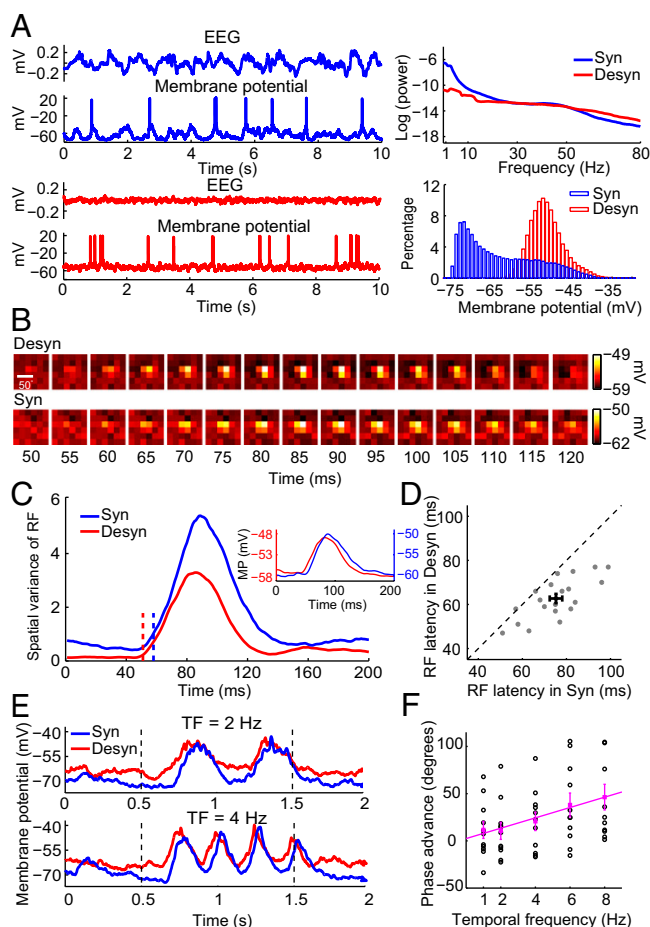 A
EEG
mV
0.2
−0.2
Membrane potential
mV
20
−20
−60
0 2 4 6 8 10
Time (s)
EEG
mV
0.2
−0.2
Membrane potential
mV
20
−20
−60
0 2 4 6 8 10
Time (s)
Log (power)
−6
−10
−14
−18
Syn
Desyn
1 10 30 50 80
Frequency (Hz)
Percentage
12
8
4
0
Syn
Desyn
−75 −65 −55 −45 −35
Membrane potential (mV)
B
Desyn
50°
−49
−59
mV
Syn
−50
−62
mV
50 55 60 65 70 75 80 85 90 95 100 105 110 115 120
Time (ms)
C
Spatial variance of RF
6
4
2
0
Syn
Desyn
0 40 80 120 160 200
Time (ms)
MP (mV)
−48
−53
−58
−50
−55
−60
0 100 200
Time (ms)
D
RF latency in Desyn (ms)
100
80
60
40
40 60 80 100
RF latency in Syn (ms)
E
Membrane potential (mV)
TF = 2 Hz
Syn
Desyn
−40
−55
−70
0 0.5 1 1.5 2
TF = 4 Hz
−40
−55
−70
0 0.5 1 1.5 2
Time (s)
F
Phase advance (degrees)
100
50
0
−50
1 2 4 6 8
Temporal frequency (Hz)